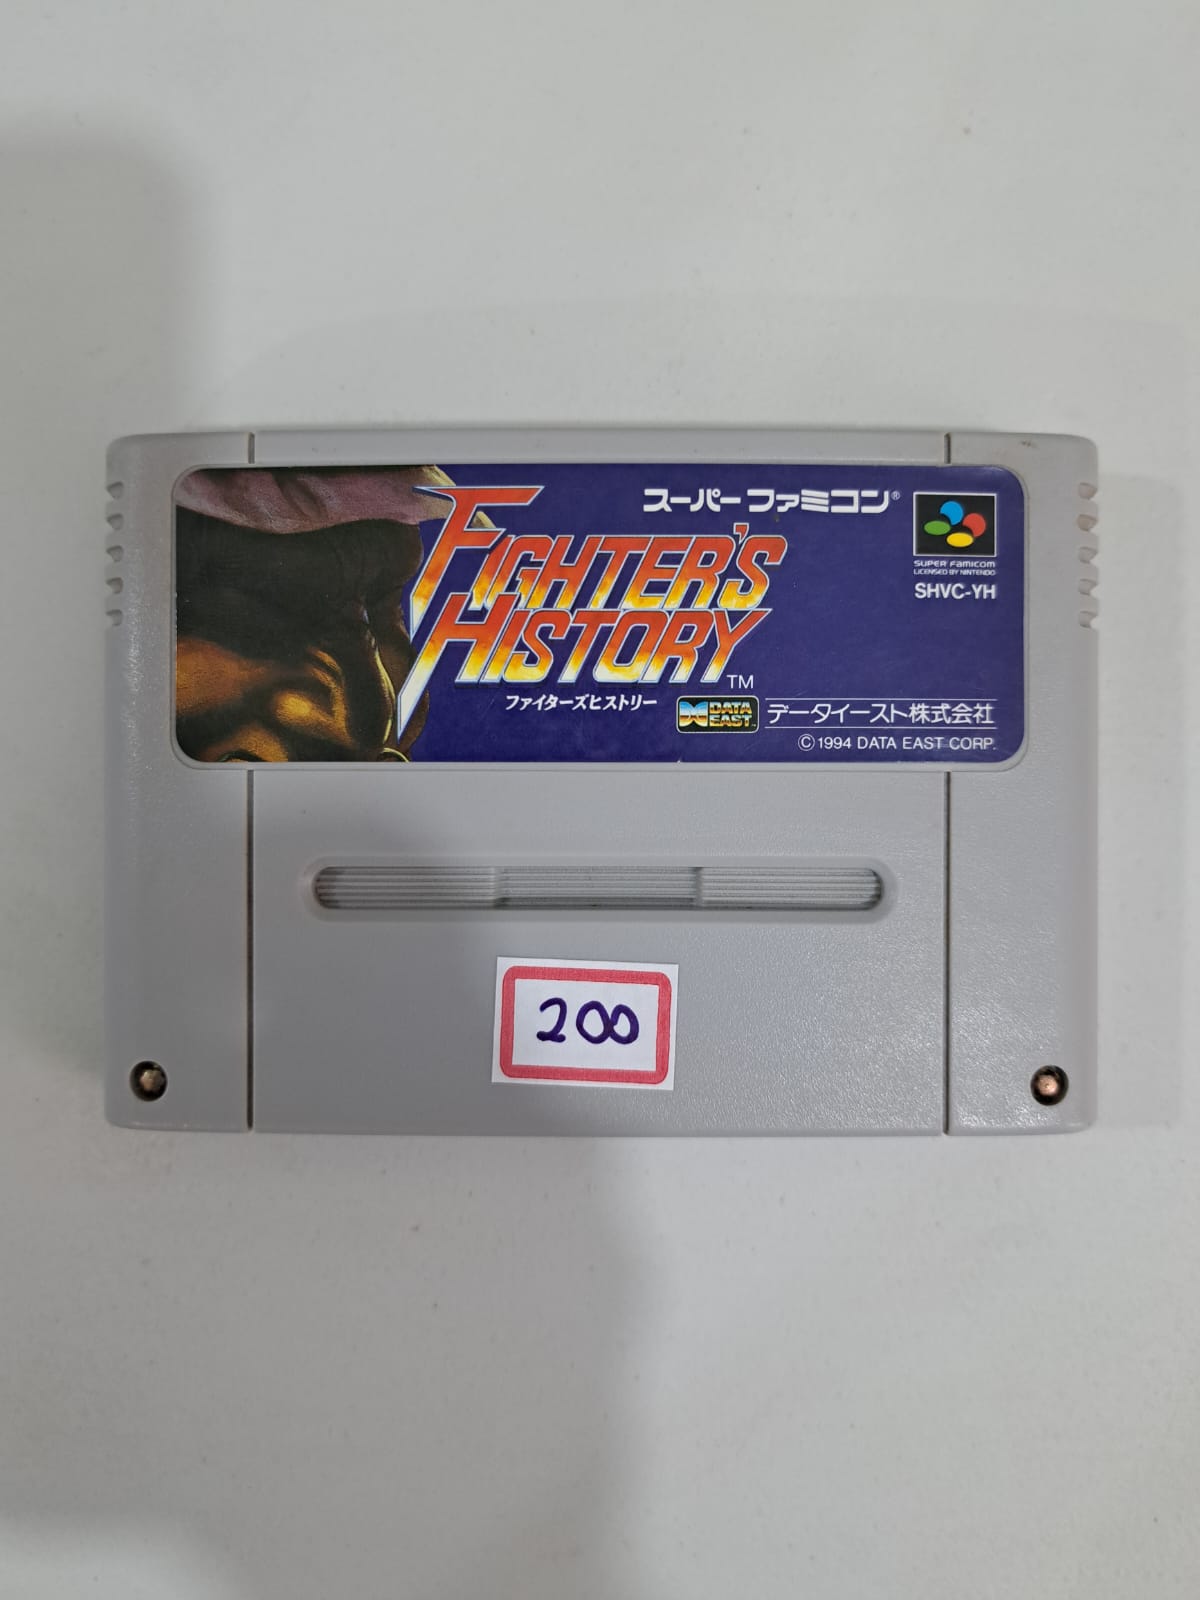 スーパーファミコン®
FIGHTER'S
HISTORY TM
ファイターズヒストリー
SUPER FAMICOM
LICENSED BY NINTENDO
SHVC-YH
DATA EAST データイースト株式会社
©1994 DATA EAST CORP.
200